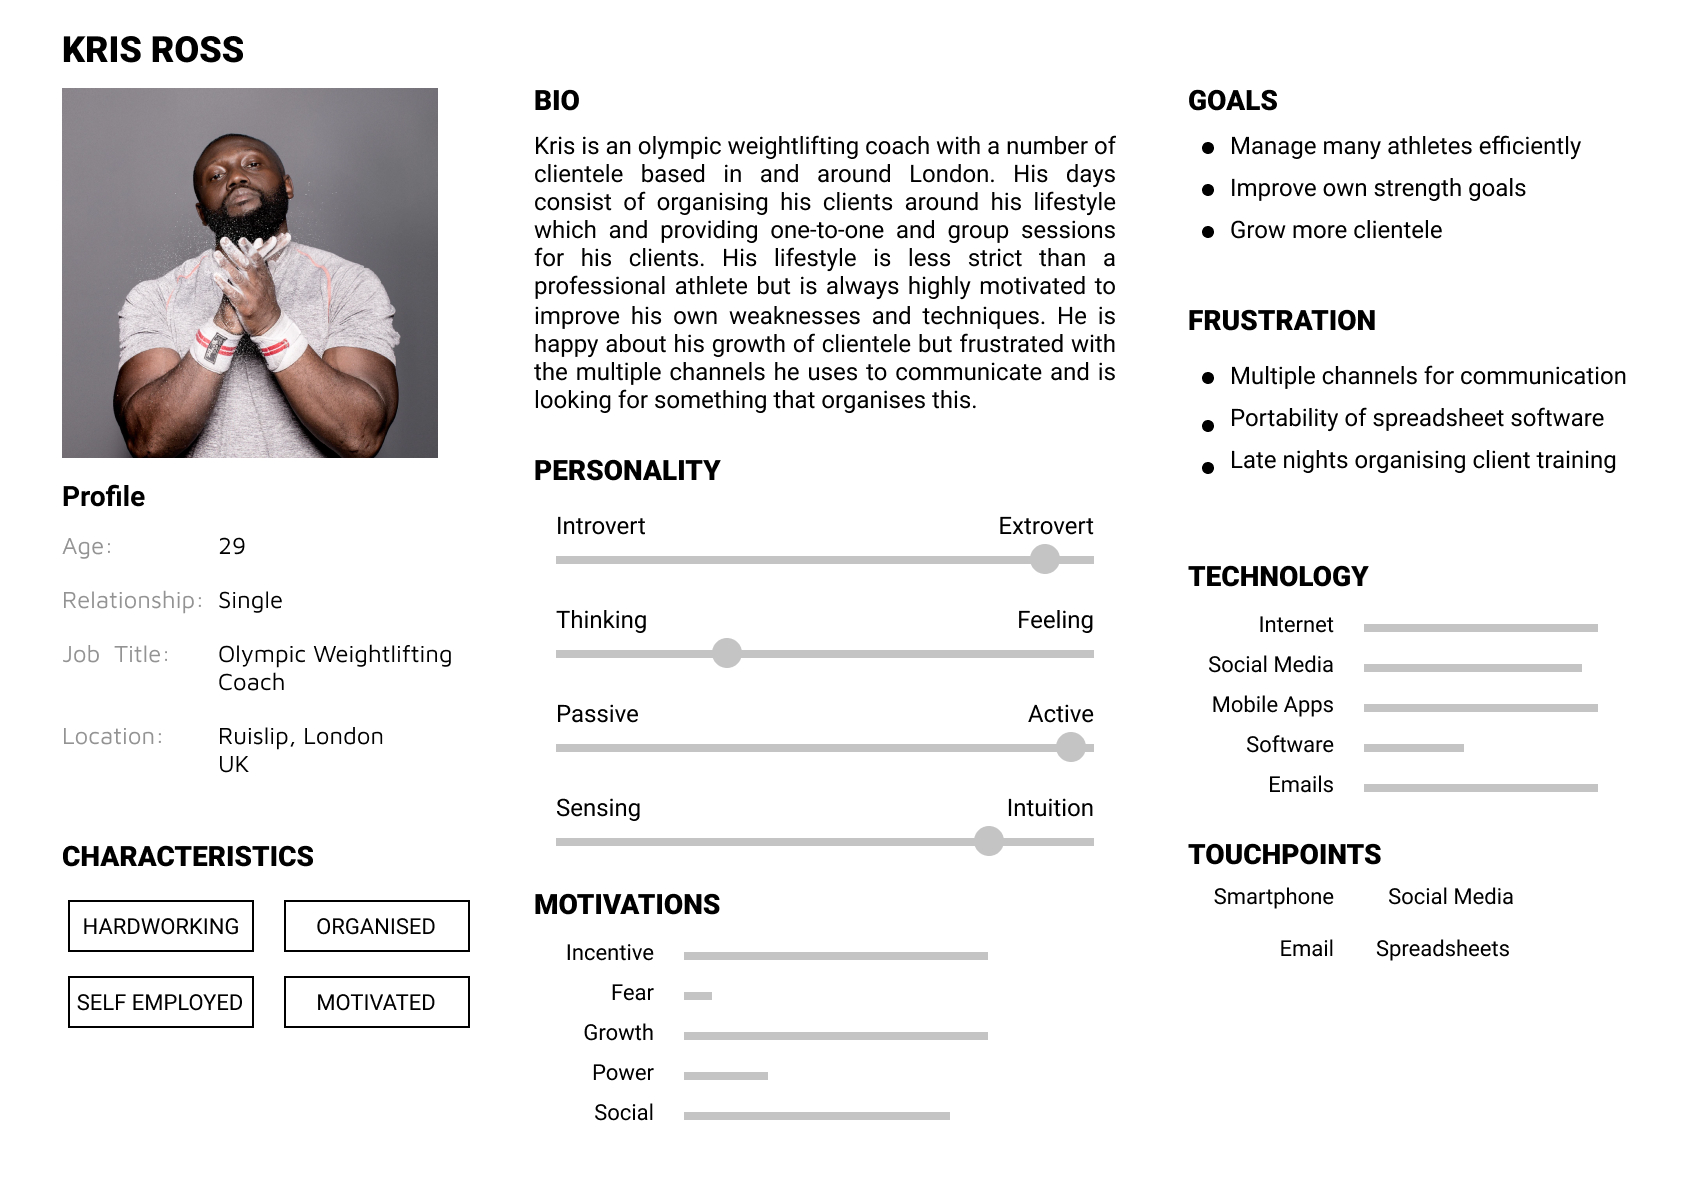 KRIS ROSS
Profile
Age: 29
Relationship: Single
Job Title: Olympic Weightlifting
Coach
Location: Ruislip, London
UK
CHARACTERISTICS
HARDWORKING ORGANISED
SELF EMPLOYED MOTIVATED
BIO
Kris is an olympic weightlifting coach with a number of
clientele based in and around London. His days
consist of organising his clients around his lifestyle
which and providing one-to-one and group sessions
for his clients. His lifestyle is less strict than a
professional athlete but is always highly motivated to
improve his own weaknesses and techniques. He is
happy about his growth of clientele but frustrated with
the multiple channels he uses to communicate and is
looking for something that organises this.
PERSONALITY
Introvert Extrovert
Thinking Feeling
Passive Active
Sensing Intuition
MOTIVATIONS
Incentive
Fear
Growth
Power
Social
GOALS
● Manage many athletes efficiently
● Improve own strength goals
● Grow more clientele
FRUSTRATION
● Multiple channels for communication
● Portability of spreadsheet software
● Late nights organising client training
TECHNOLOGY
Internet
Social Media
Mobile Apps
Software
Emails
TOUCHPOINTS
Smartphone Social Media
Email Spreadsheets